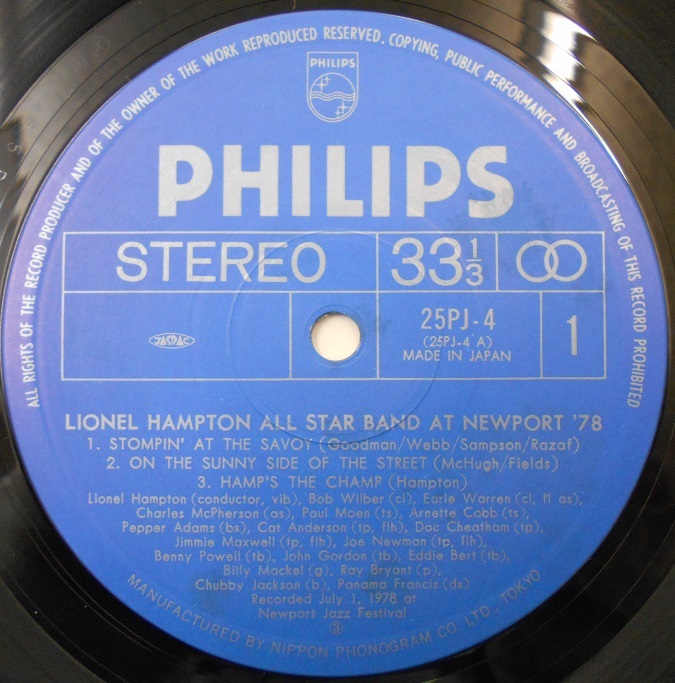 ALL RIGHTS OF THE RECORD PRODUCER AND OF THE OWNER OF THE WORK REPRODUCED RESERVED. COPYING, PUBLIC PERFORMANCE AND BROADCASTING OF THIS RECORD PROHIBITED
PHILIPS
PHILIPS
STEREO 33 1/3
JASRAC 25PJ-4 1
(25PJ-4 A)
MADE IN JAPAN
LIONEL HAMPTON ALL STAR BAND AT NEWPORT '78
1. STOMPIN' AT THE SAVOY (Goodman/Webb/Sampson/Razaf)
2. ON THE SUNNY SIDE OF THE STREET (McHugh/Fields)
3. HAMP'S THE CHAMP (Hampton)
Lionel Hampton (conductor, vib), Bob Wilber (cl), Earle Warren (cl, fl as),
Charles McPherson (as), Paul Moen (ts), Arnette Cobb (ts),
Pepper Adams (bs), Cat Anderson (tp, flh), Doc Cheatham (tp),
Jimmie Maxwell (tp, flh), Joe Newman (tp, flh),
Benny Powell (tb), John Gordon (tb), Eddie Bert (tb),
Billy Mackel (g), Ray Bryant (p),
Chubby Jackson (b), Panama Francis (ds)
Recorded July 1, 1978 at
Newport Jazz Festival
MANUFACTURED BY NIPPON PHONOGRAM CO. LTD., TOKYO